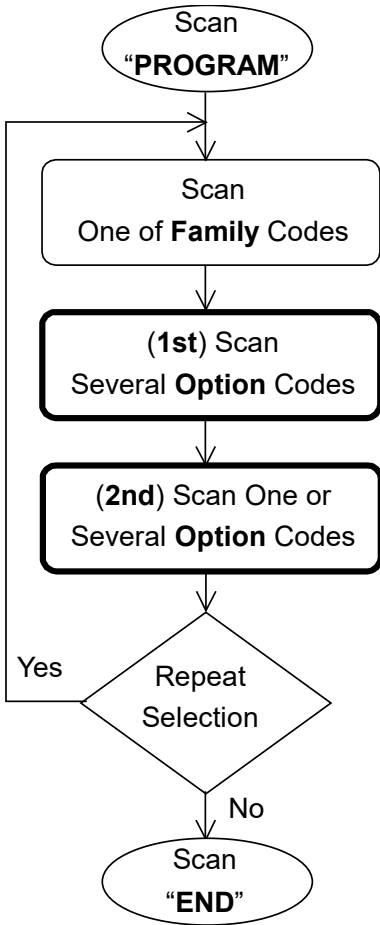 Scan
“PROGRAM”
Scan
One of Family Codes
(1st) Scan
Several Option Codes
(2nd) Scan One or
Several Option Codes
Yes
Repeat
Selection
No
Scan
“END”